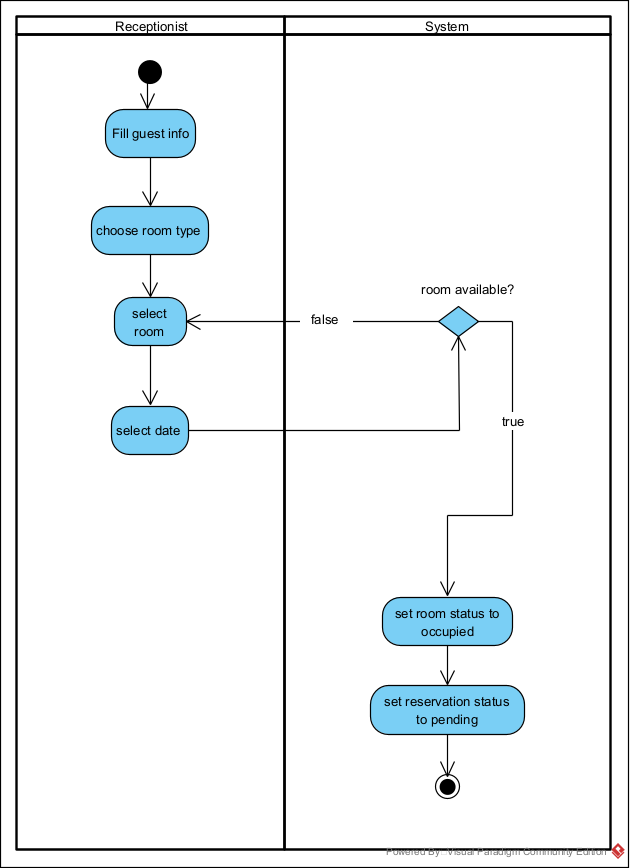 Receptionist
System
Fill guest info
choose room type
room available?
select
room
false
select date
true
set room status to
occupied
set reservation status
to pending
Powered By: Visual Paradigm Community Edition